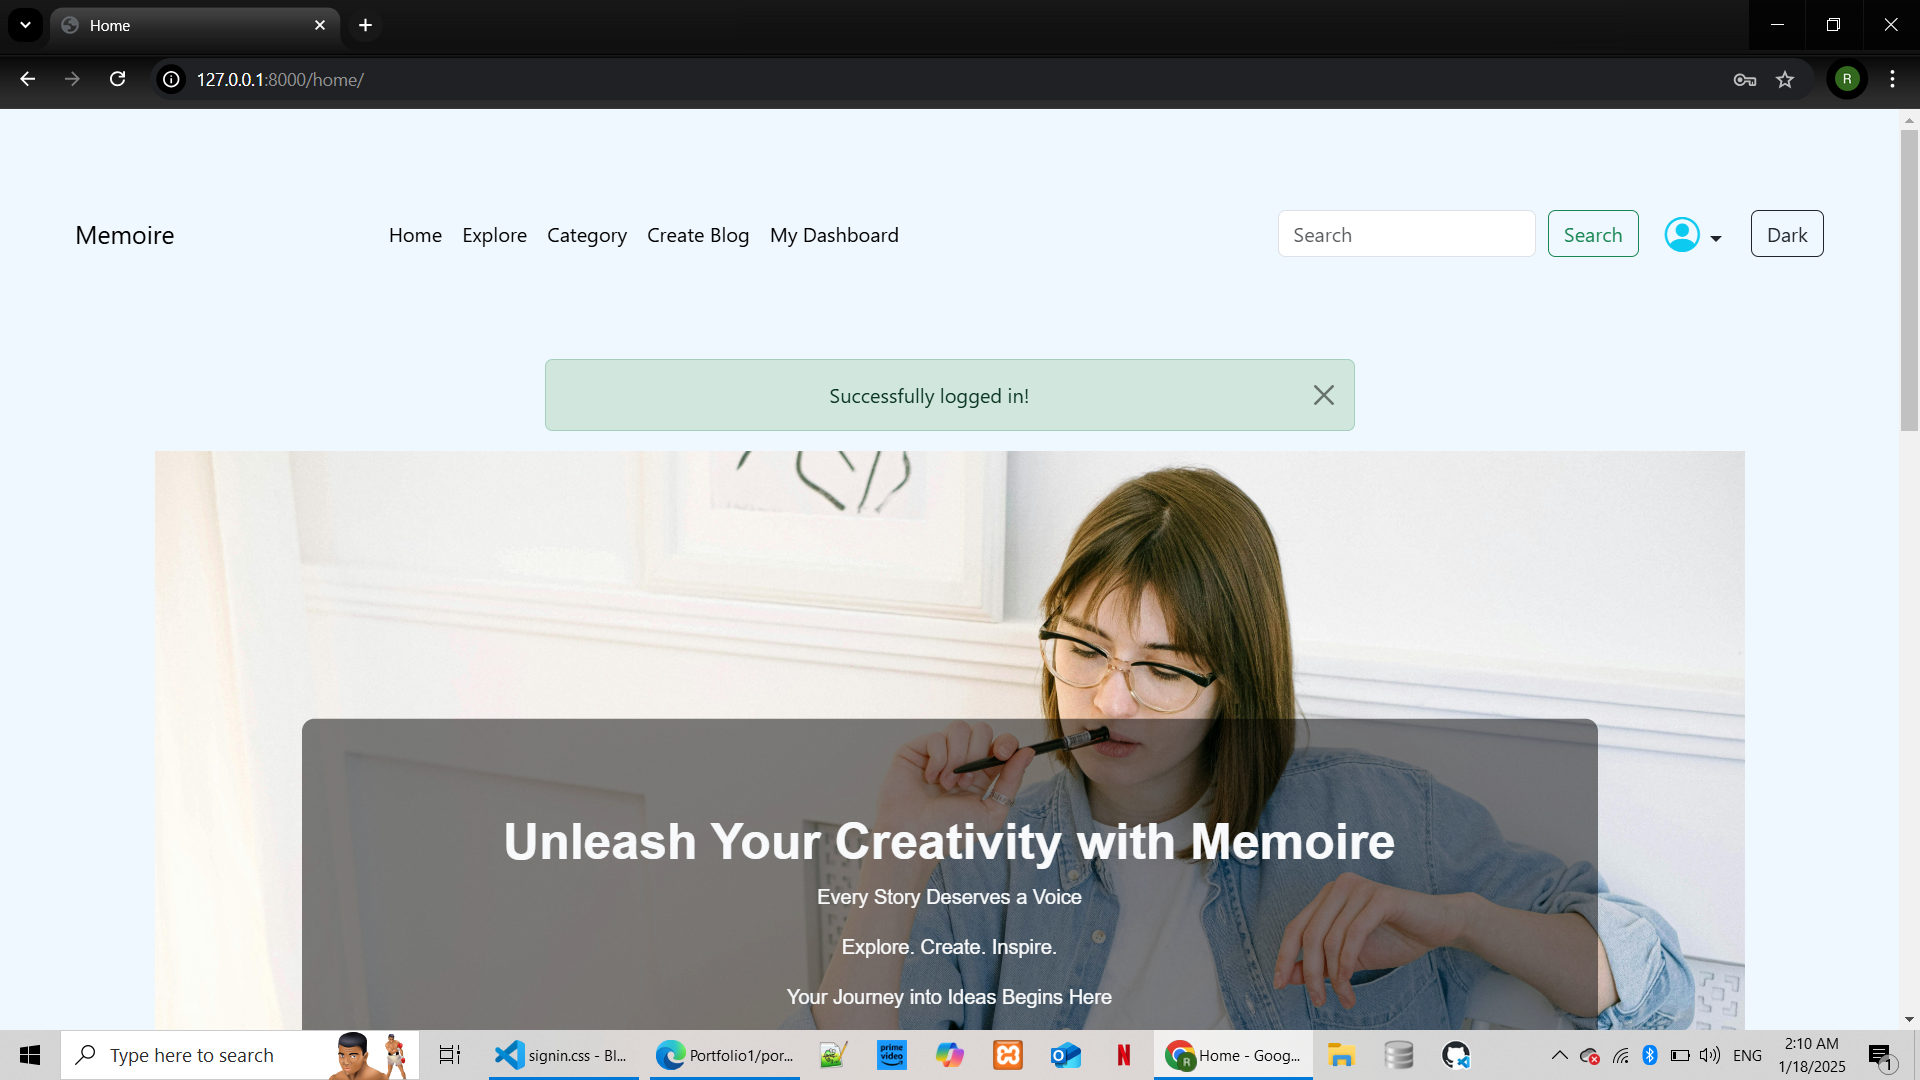 Home
127.0.0.1:8000/home/
R
Memoire
Home Explore Category Create Blog My Dashboard
Search
Search
Dark
Successfully logged in!
Unleash Your Creativity with Memoire
Every Story Deserves a Voice
Explore. Create. Inspire.
Your Journey into Ideas Begins Here
Type here to search
signin.css - Bl...
Portfolio1/por...
prime video
N
R
Home - Goog...
ENG
2:10 AM
1/18/2025
1